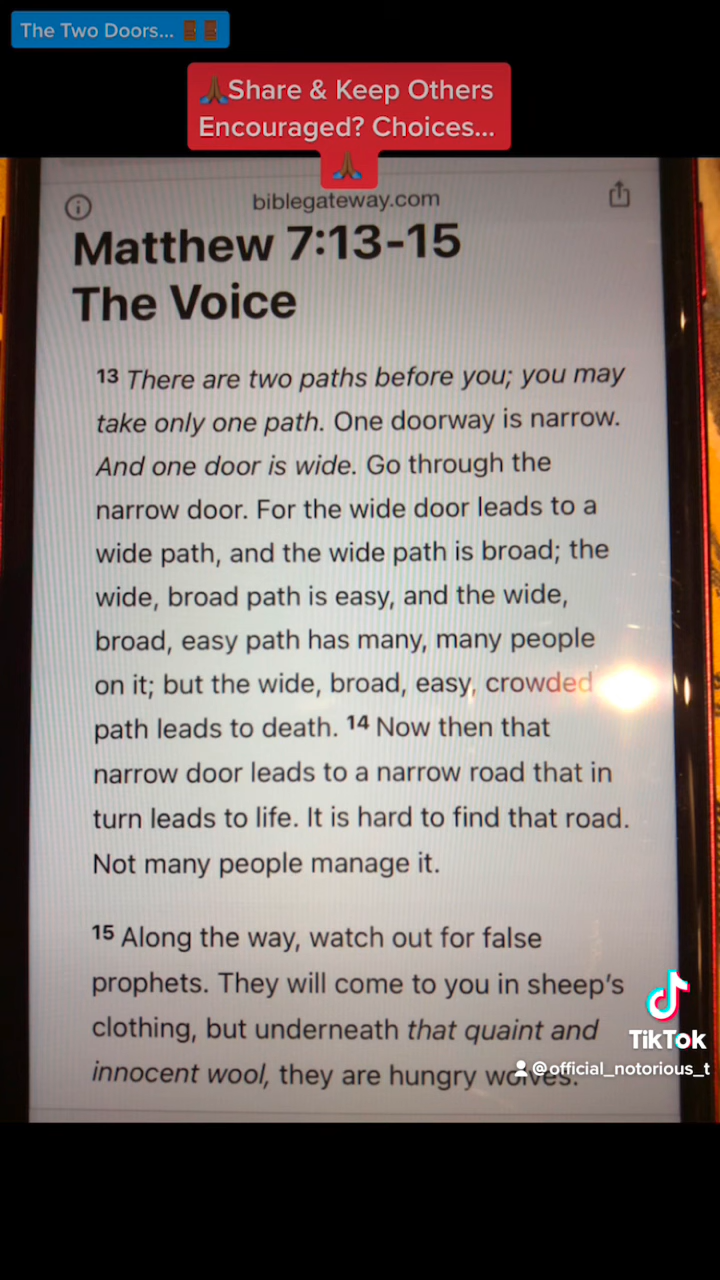 The Two Doors... 🚪🚪
🙏🏾Share & Keep Others
Encouraged? Choices...
🙏🏾
biblegateway.com
Matthew 7:13-15
The Voice
13 There are two paths before you; you may
take only one path. One doorway is narrow.
And one door is wide. Go through the
narrow door. For the wide door leads to a
wide path, and the wide path is broad; the
wide, broad path is easy, and the wide,
broad, easy path has many, many people
on it; but the wide, broad, easy, crowded
path leads to death. 14 Now then that
narrow door leads to a narrow road that in
turn leads to life. It is hard to find that road.
Not many people manage it.
15 Along the way, watch out for false
prophets. They will come to you in sheep’s
clothing, but underneath that quaint and
innocent wool, they are hungry wolves.
TikTok
@official_notorious_t